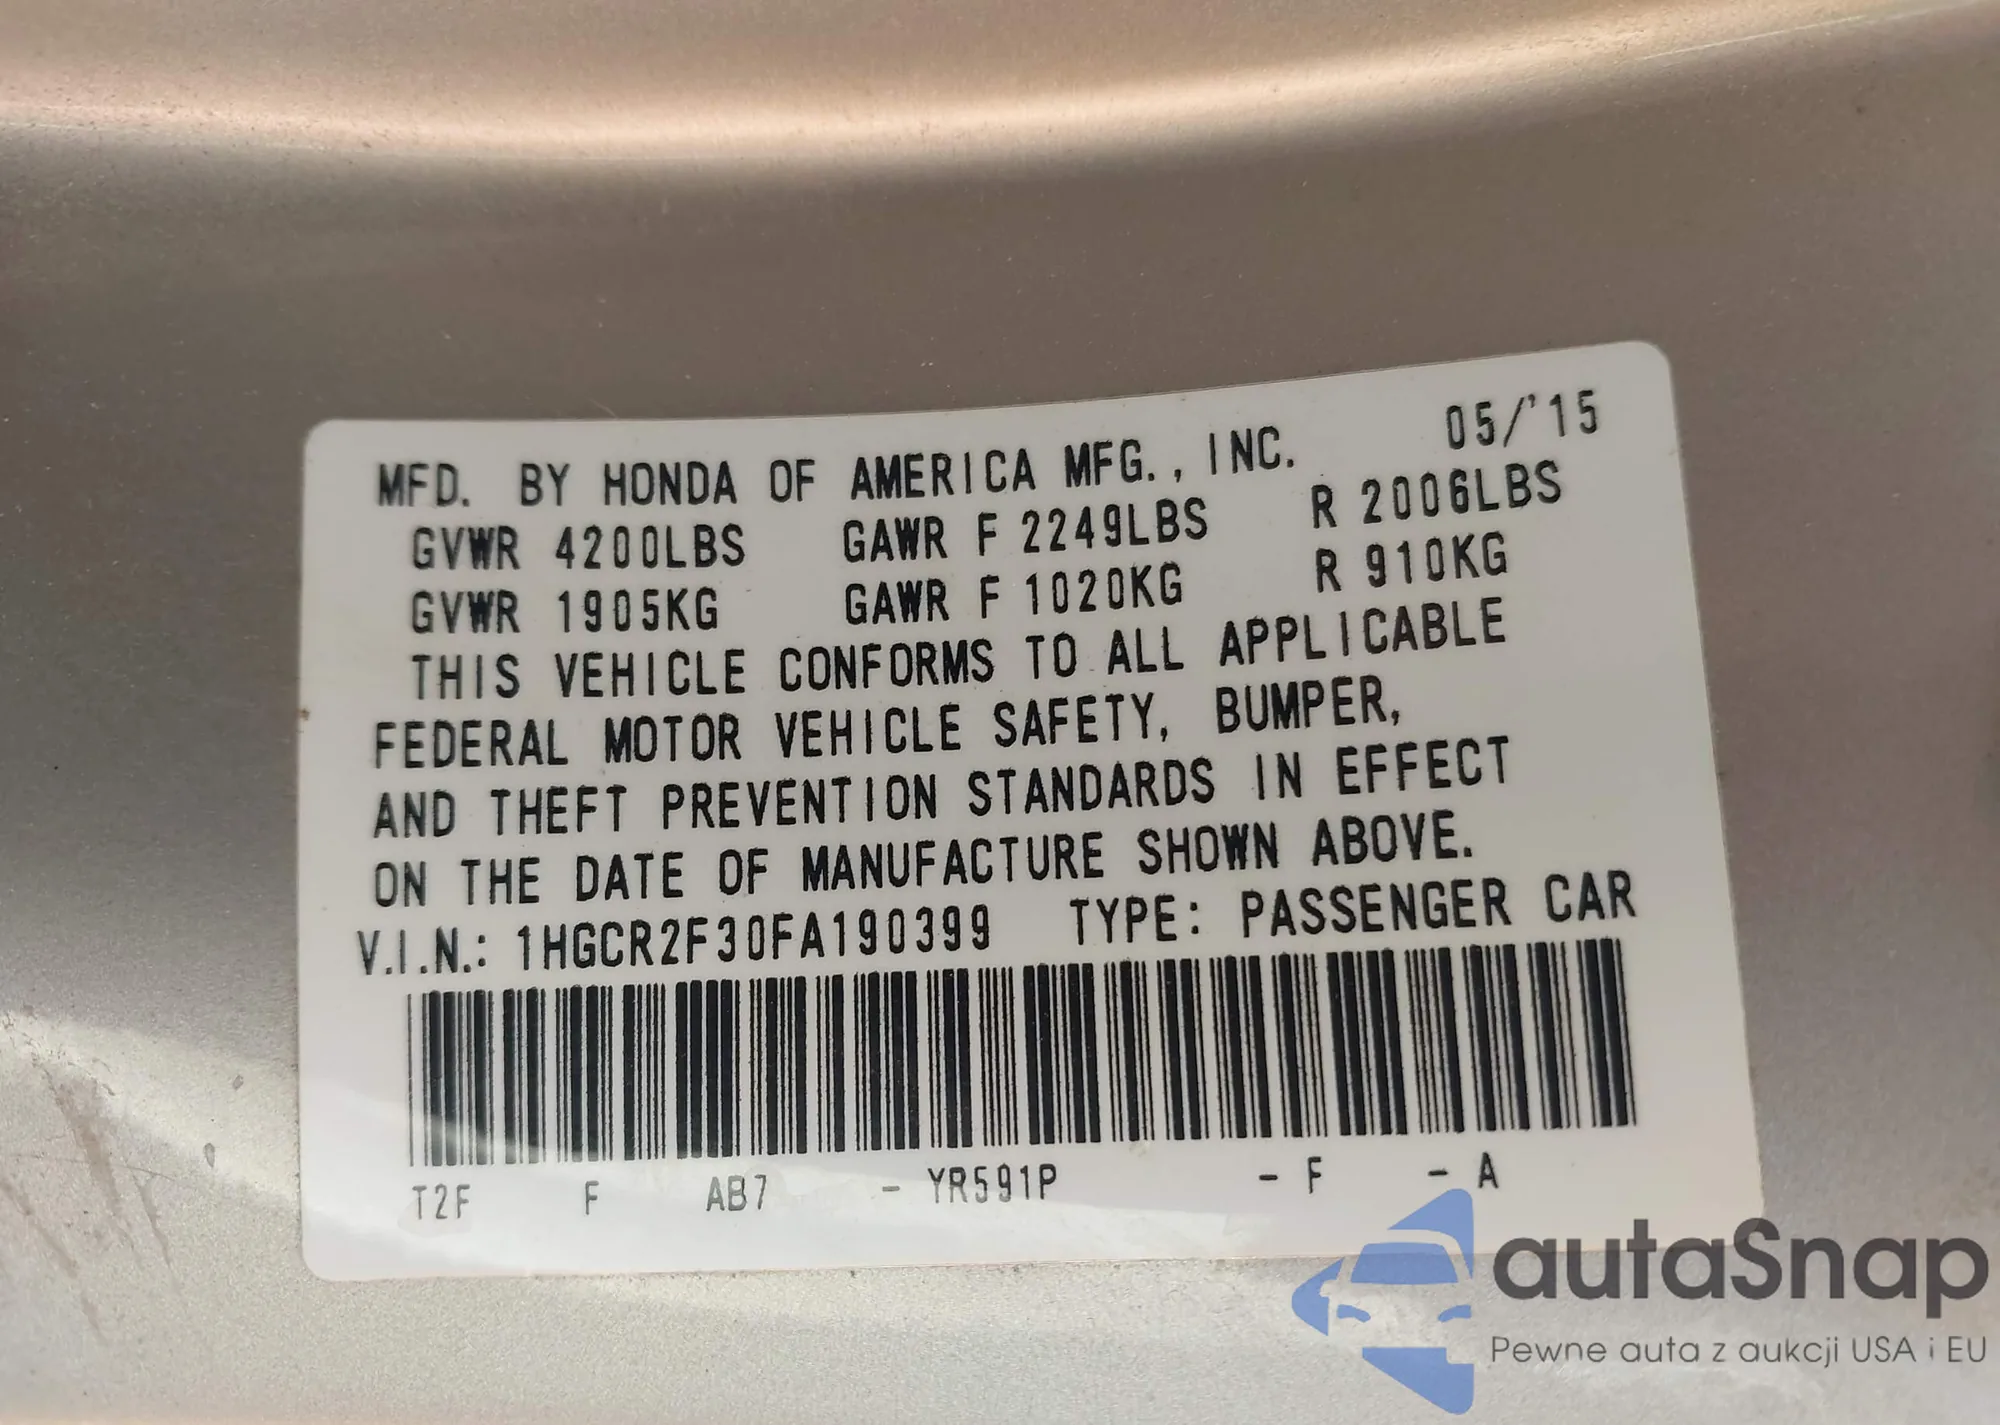 MFD. BY HONDA OF AMERICA MFG., INC. 05/'15
GVWR 4200LBS GAWR F 2249LBS R 2006LBS
GVWR 1905KG GAWR F 1020KG R 910KG
THIS VEHICLE CONFORMS TO ALL APPLICABLE
FEDERAL MOTOR VEHICLE SAFETY, BUMPER,
AND THEFT PREVENTION STANDARDS IN EFFECT
ON THE DATE OF MANUFACTURE SHOWN ABOVE.
V.I.N.: 1HGCR2F30FA190399 TYPE: PASSENGER CAR
T2F F AB7 - YR591P - F - A
autaSnap
Pewne auta z aukcji USA i EU